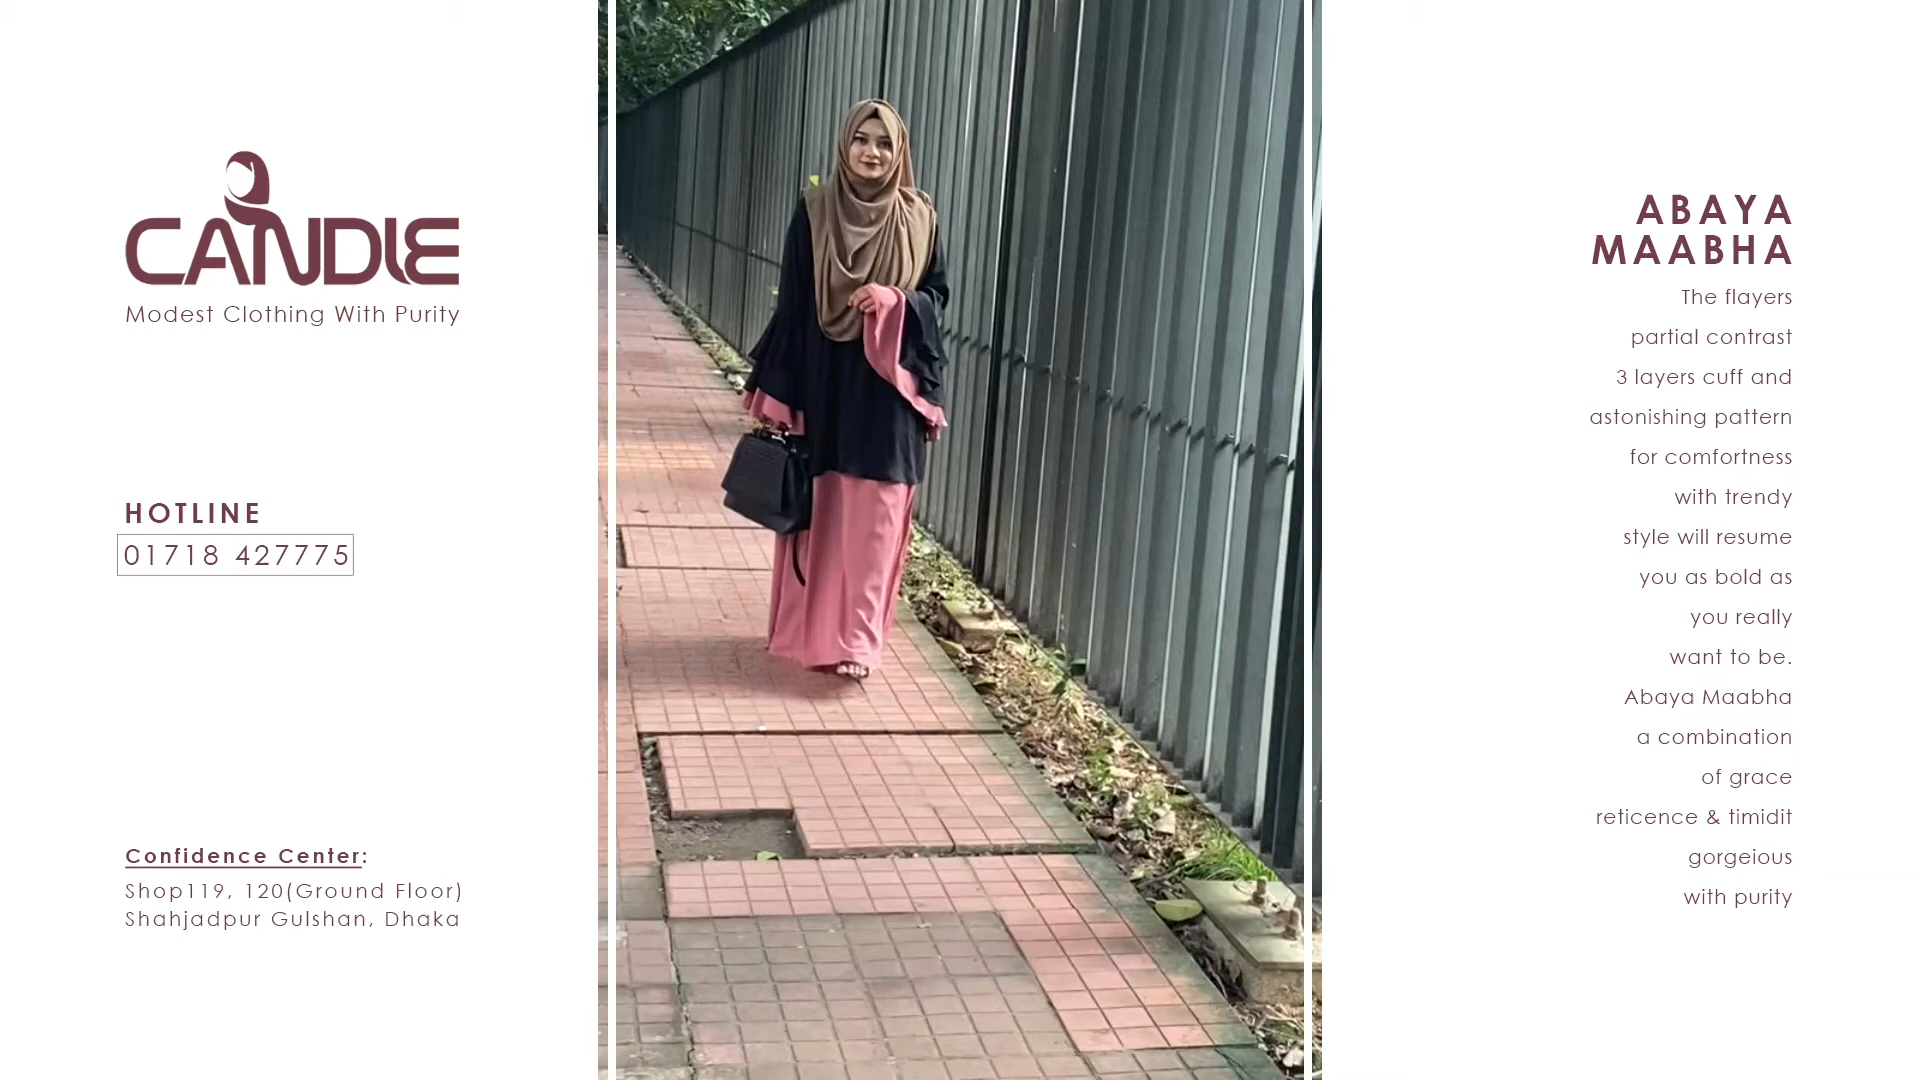 CANDLE
Modest Clothing With Purity
HOTLINE
01718 427775
Confidence Center:
Shop119, 120(Ground Floor)
Shahjadpur Gulshan, Dhaka
ABAYA
MAABHA
The flayers
partial contrast
3 layers cuff and
astonishing pattern
for comfortness
with trendy
style will resume
you as bold as
you really
want to be.
Abaya Maabha
a combination
of grace
reticence & timidit
gorgeious
with purity